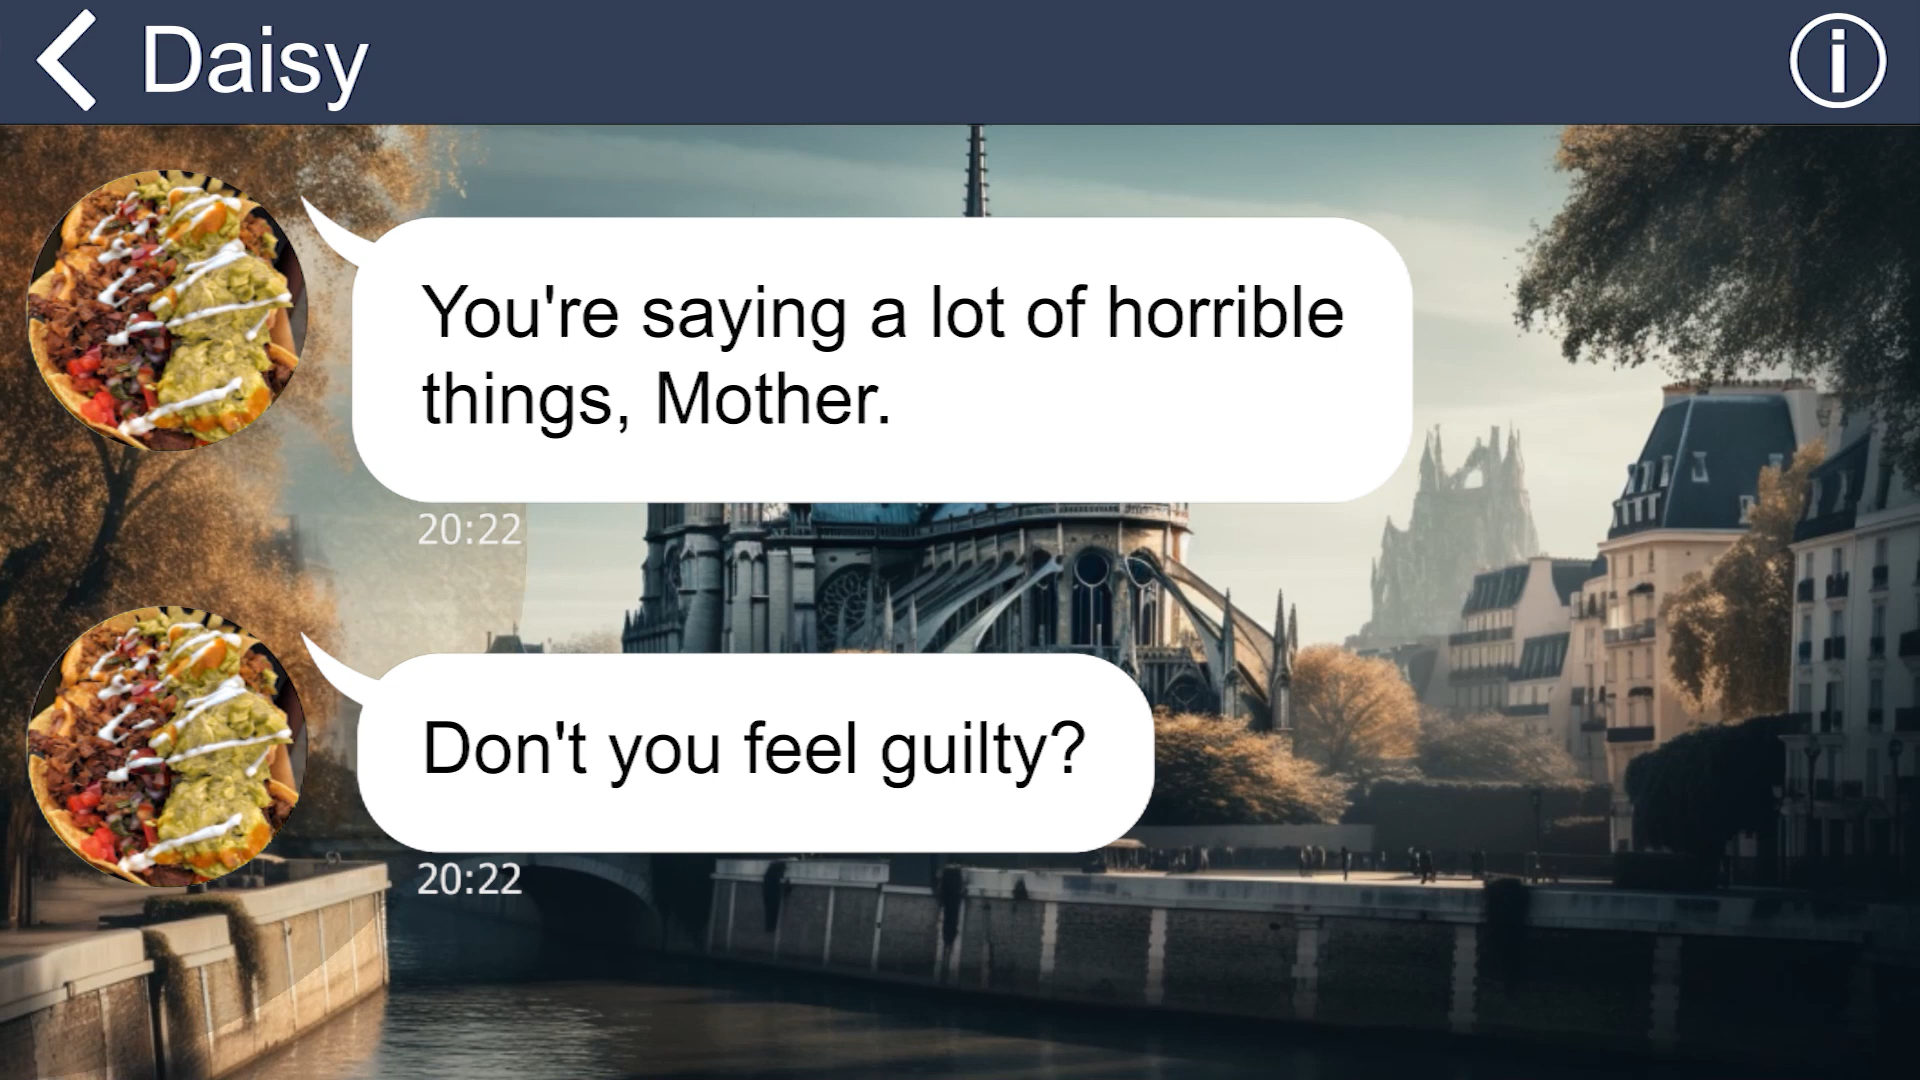 Daisy
You're saying a lot of horrible
things, Mother.
20:22
Don't you feel guilty?
20:22